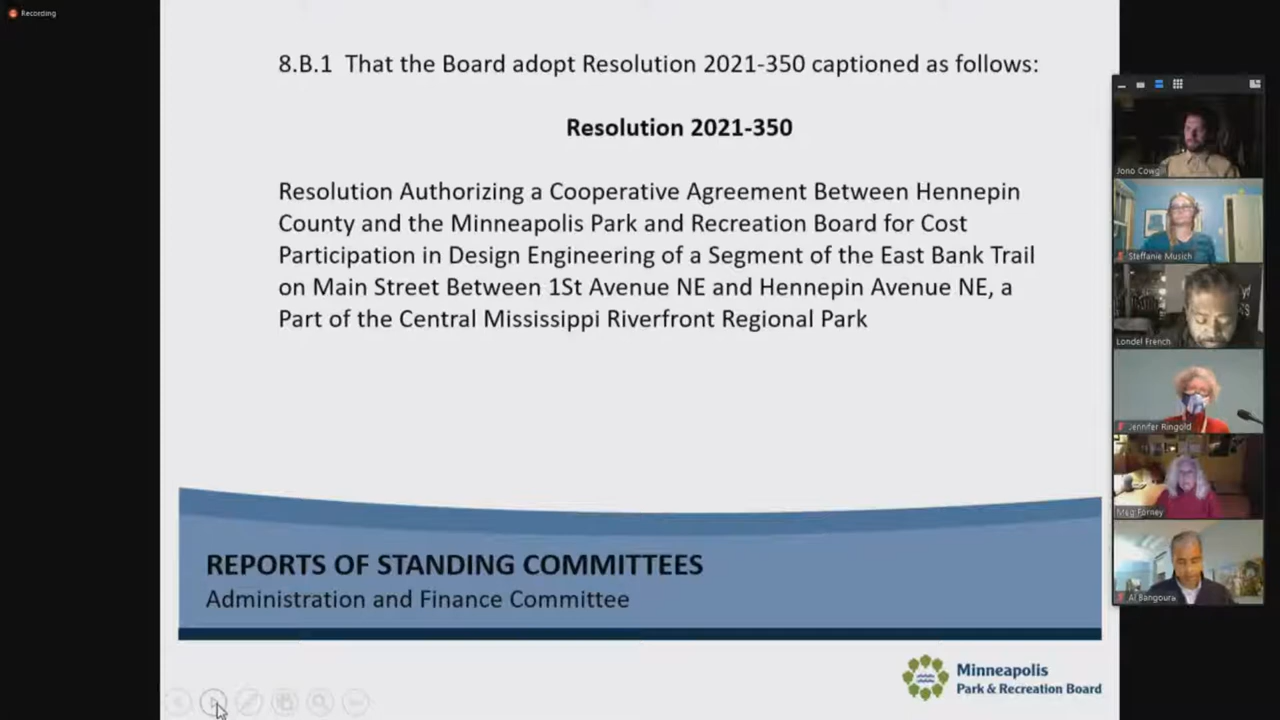 Recording
8.B.1 That the Board adopt Resolution 2021-350 captioned as follows:
Resolution 2021-350
Resolution Authorizing a Cooperative Agreement Between Hennepin
County and the Minneapolis Park and Recreation Board for Cost
Participation in Design Engineering of a Segment of the East Bank Trail
on Main Street Between 1St Avenue NE and Hennepin Avenue NE, a
Part of the Central Mississippi Riverfront Regional Park
REPORTS OF STANDING COMMITTEES
Administration and Finance Committee
Minneapolis
Park & Recreation Board
Jono Cowg
Steffanie Musich
Londel French
Jennifer Ringold
Meg Forney
Al Bangoura